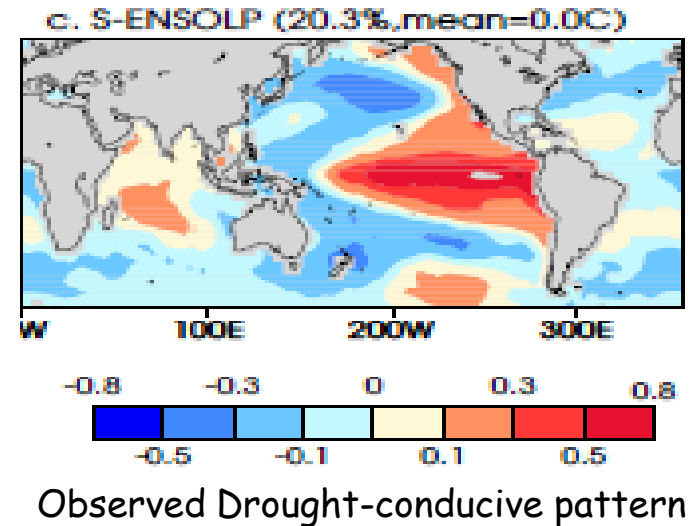 c. S-ENSOLP (20.3%,mean=0.0C)
W 100E 200W 300E
-0.8 -0.3 0 0.3 0.8
-0.5 -0.1 0.1 0.5
Observed Drought-conducive pattern